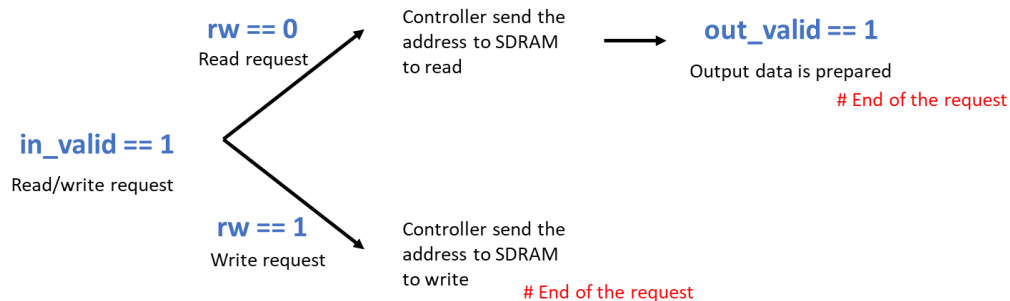 in_valid == 1
Read/write request
rw == 0
Read request
Controller send the
address to SDRAM
to read
out_valid == 1
Output data is prepared
# End of the request
rw == 1
Write request
Controller send the
address to SDRAM
to write
# End of the request